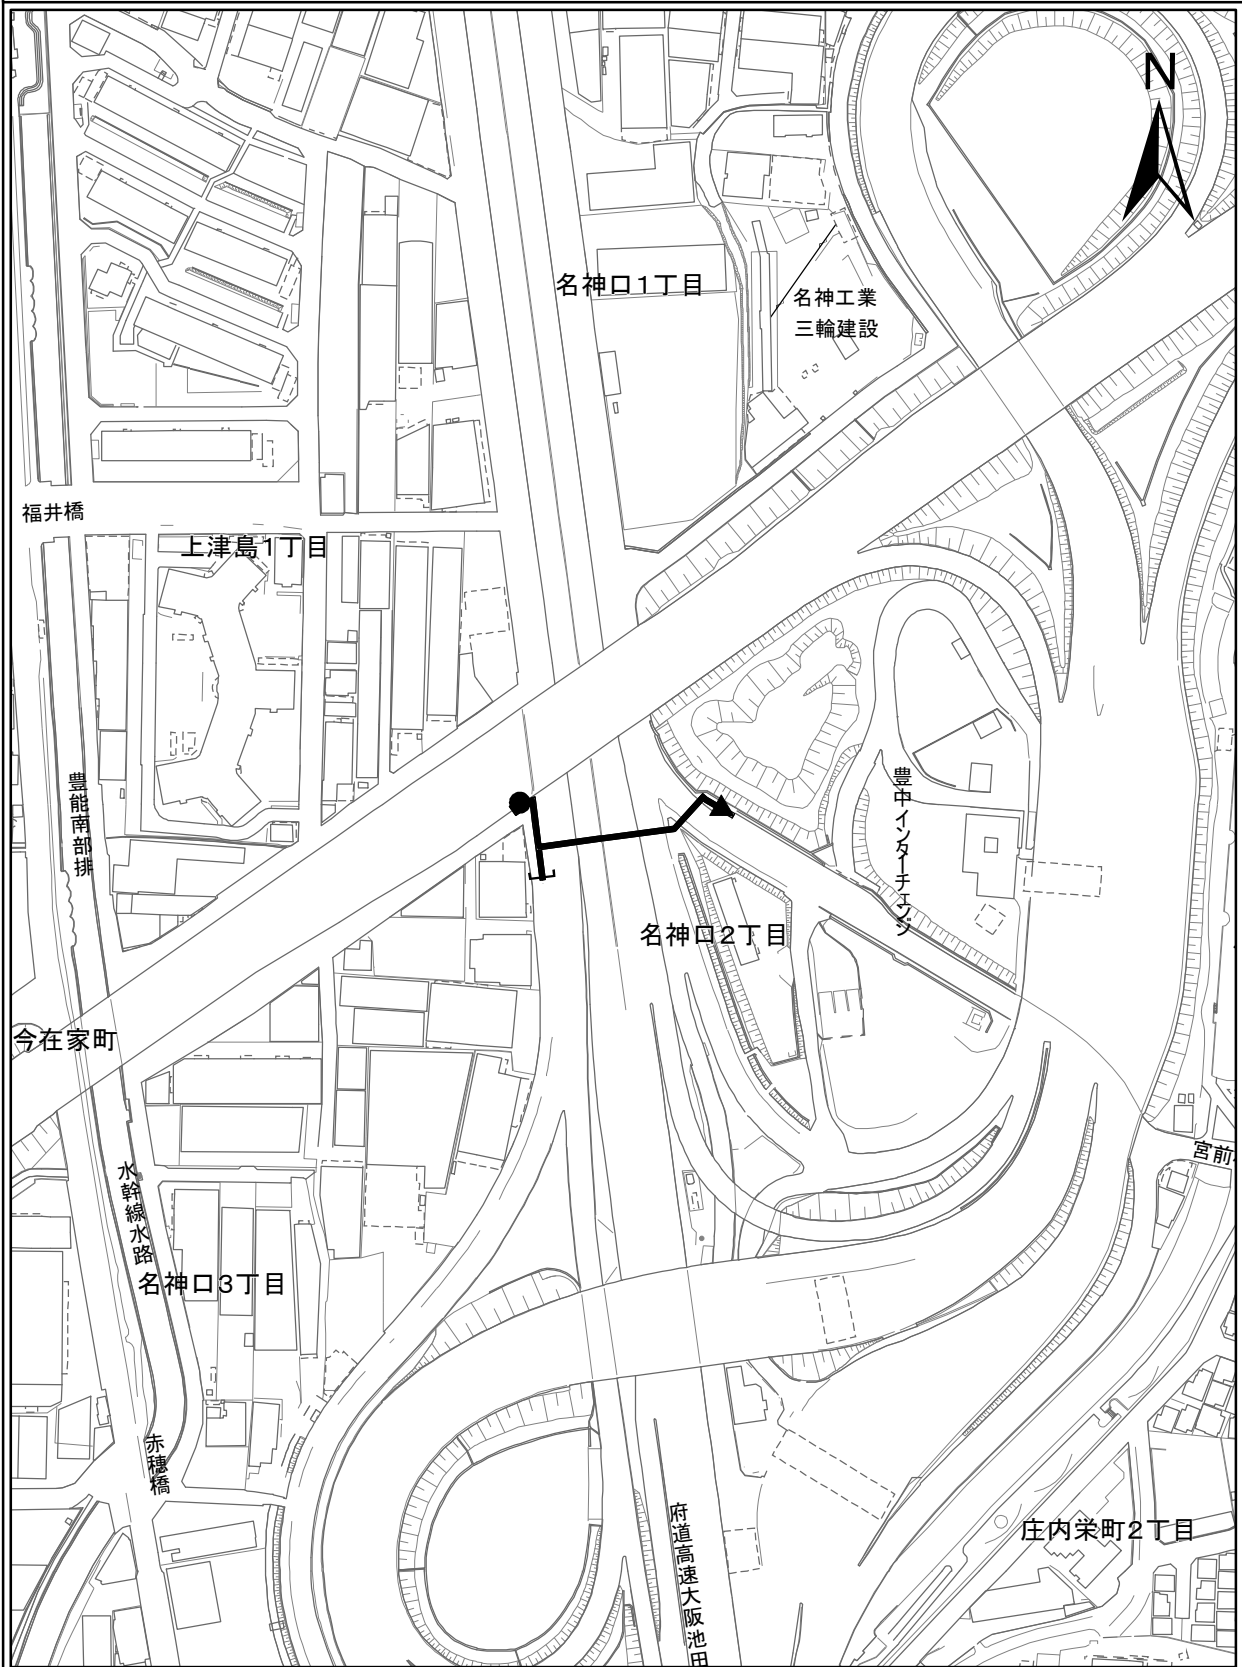 N
名神口1丁目
名神工業
三輪建設
福井橋
上津島1丁目
豊能南部排
豊中インターチェンジ
名神口2丁目
今在家町
水幹線水路
宮前
名神口3丁目
赤穂橋
府道高速大阪池田
庄内栄町2丁目